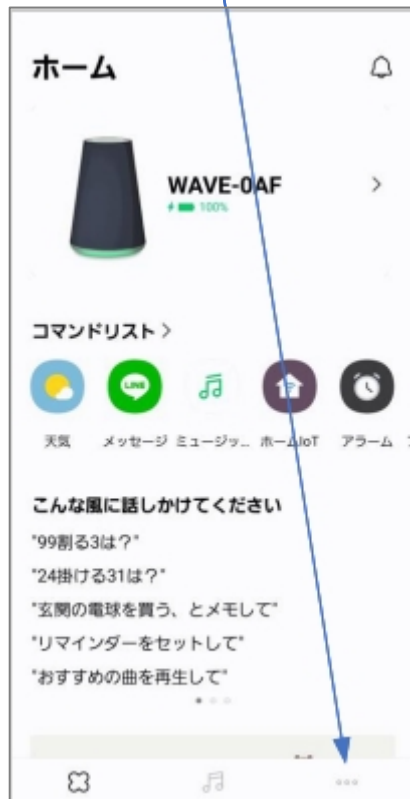 ホーム
WAVE-0AF
100%
コマンドリスト >
LINE
天気 メッセージ ミュージッ... ホームIoT アラーム
こんな風に話しかけてください
"99割る3は？"
"24掛ける31は？"
"玄関の電球を買う、とメモして"
"リマインダーをセットして"
"おすすめの曲を再生して"